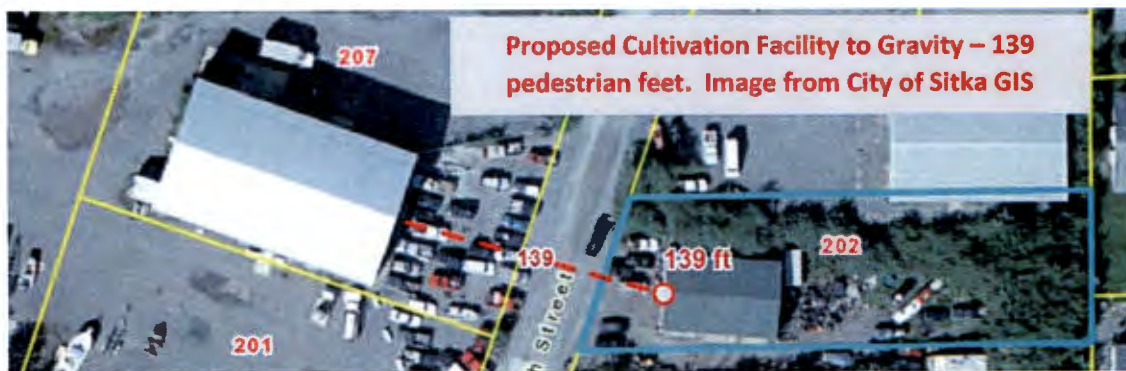 Proposed Cultivation Facility to Gravity – 139
pedestrian feet. Image from City of Sitka GIS
207
139
139 ft
202
Street
201